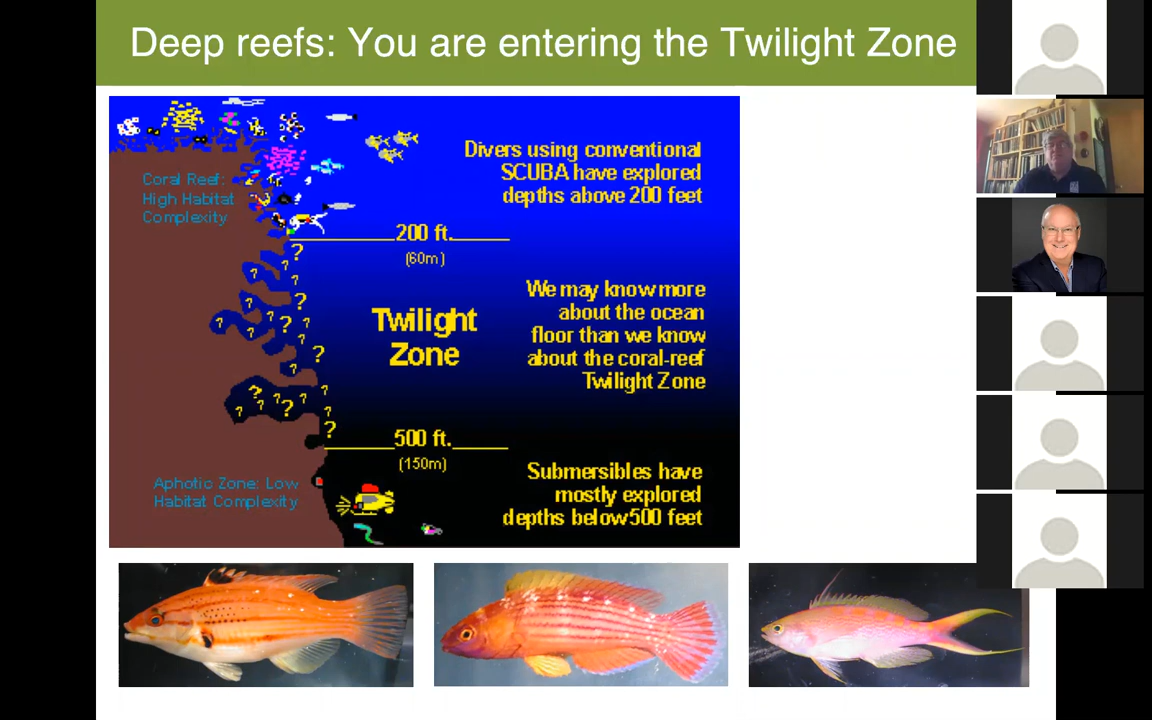 Deep reefs: You are entering the Twilight Zone
Divers using conventional
SCUBA have explored
depths above 200 feet
Coral Reef:
High Habitat
Complexity
200 ft.
(60m)
?
?
?
?
?
?
?
?
?
?
?
?
?
?
We may know more
about the ocean
floor than we know
about the coral-reef
Twilight Zone
Twilight
Zone
?
?
?
?
?
?
?
?
?
500 ft.
(150m)
Aphotic Zone: Low
Habitat Complexity
Submersibles have
mostly explored
depths below 500 feet